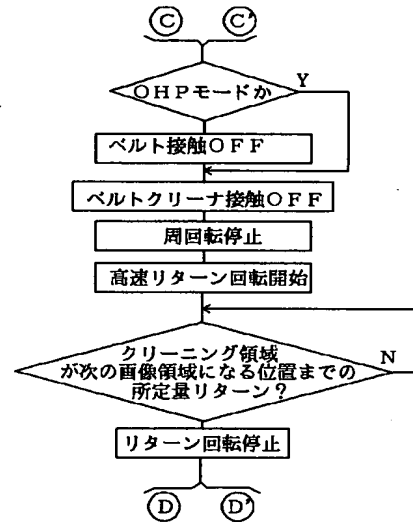 C C'
OHPモードか
Y
ベルト接触OFF
ベルトクリーナ接触OFF
周回転停止
高速リターン回転開始
クリーニング領域
が次の画像領域になる位置までの
所定量リターン？
N
リターン回転停止
D D'